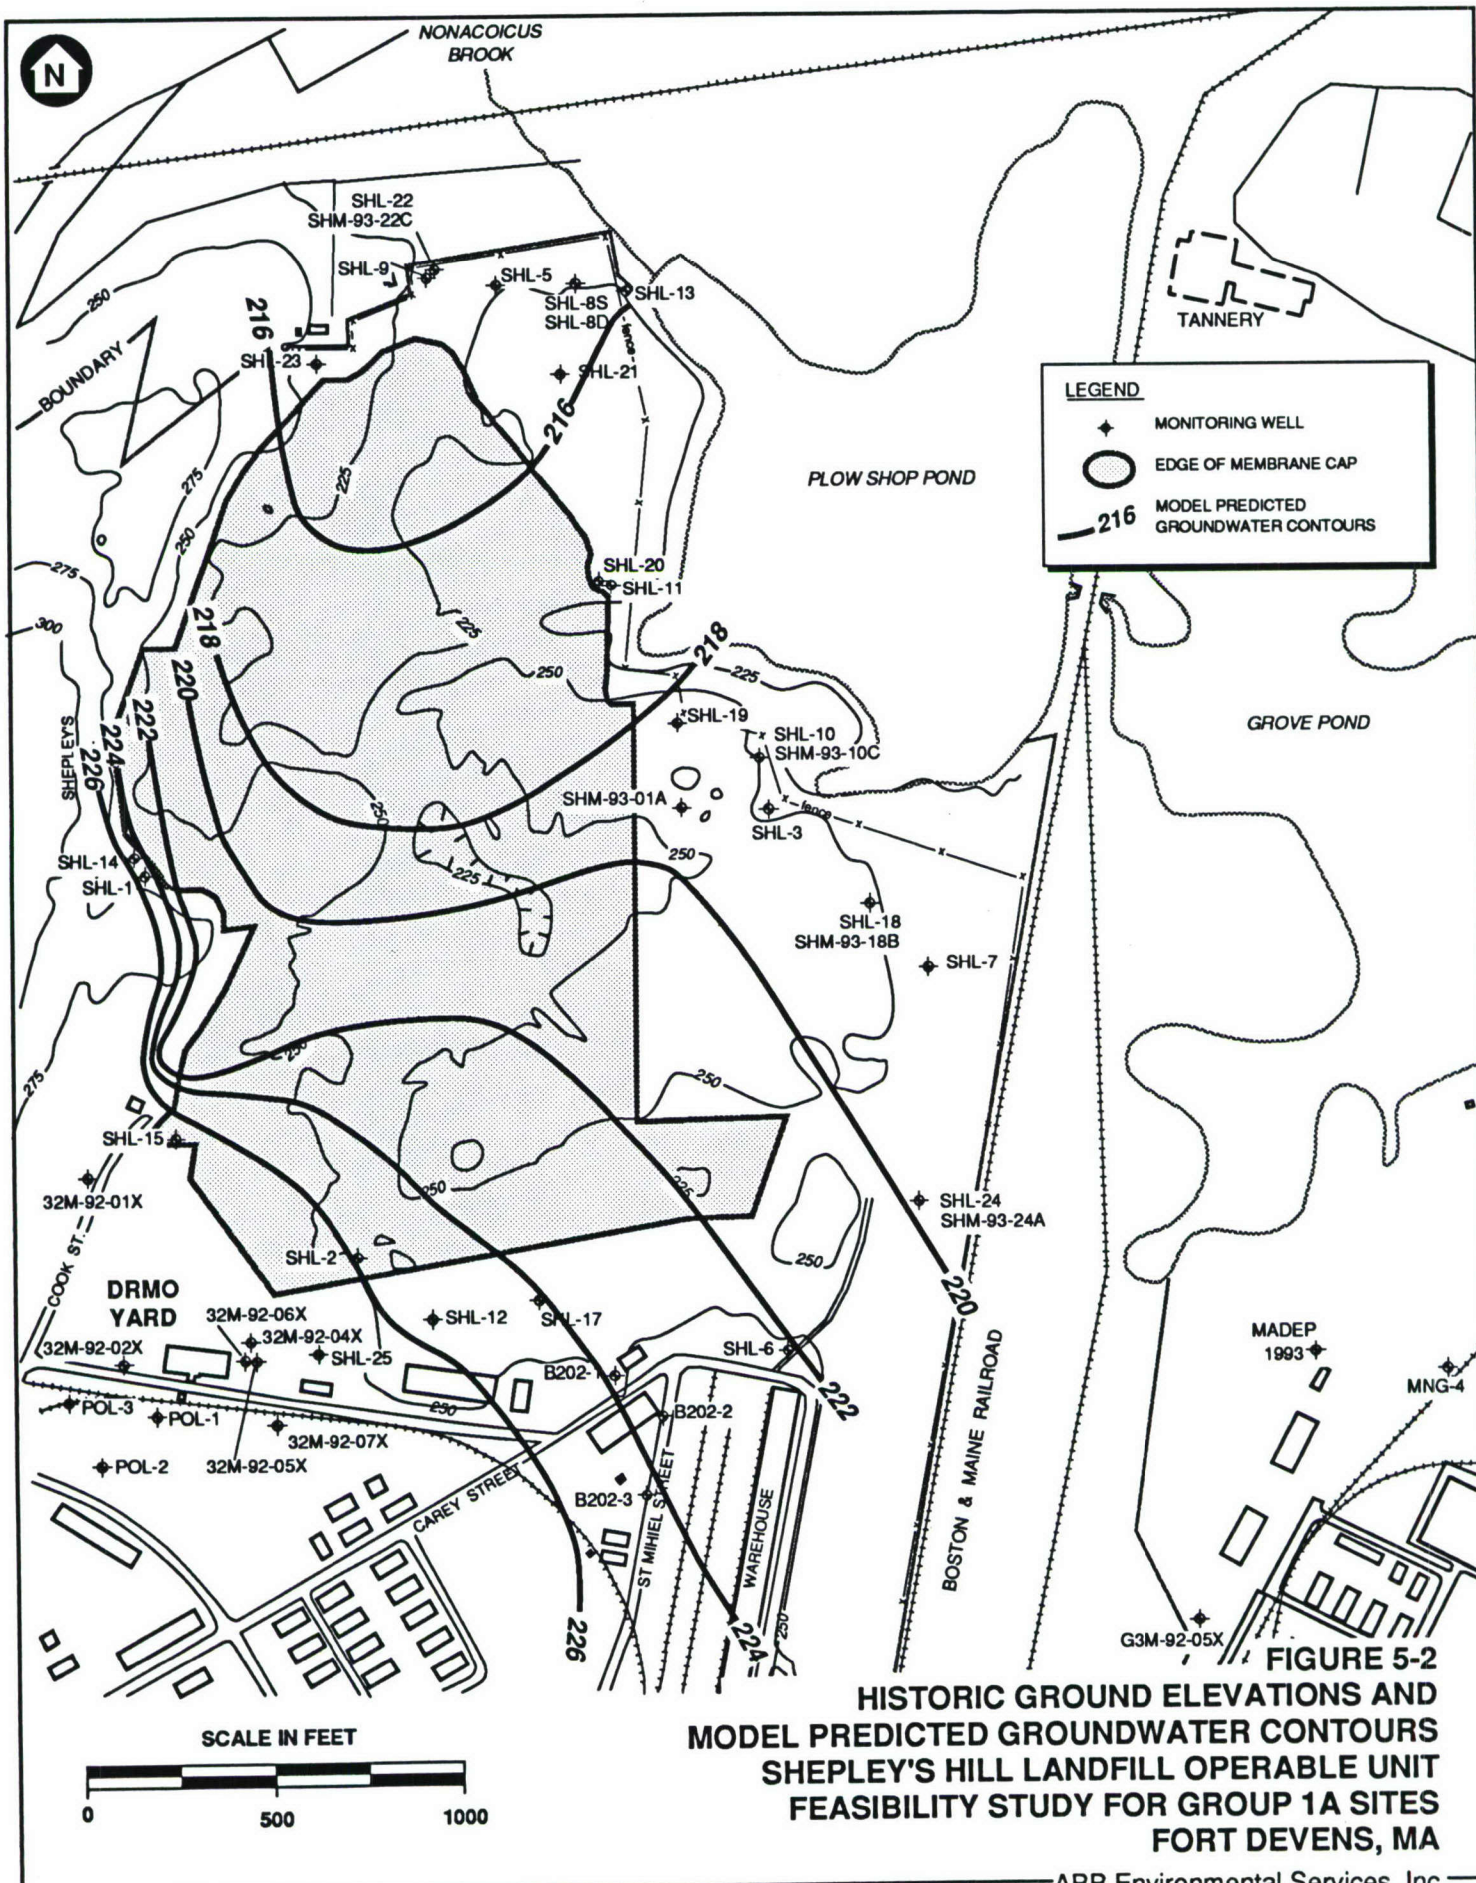 N
NONACOICUS
BROOK
SHL-22
SHM-93-22C
SHL-9
SHL-5
SHL-8S
SHL-8D
SHL-13
250
216
fence
TANNERY
BOUNDARY
SHL-23
SHL-21
216
LEGEND
MONITORING WELL
EDGE OF MEMBRANE CAP
216
MODEL PREDICTED
GROUNDWATER CONTOURS
PLOW SHOP POND
275
225
250
275
SHL-20
SHL-11
300
218
225
218
220
250
225
SHEPLEY'S
222
224
226
SHL-19
SHL-10
SHM-93-10C
GROVE POND
SHM-93-01A
250
fence
SHL-3
SHL-14
SHL-1
225
250
SHL-18
SHM-93-18B
SHL-7
250
275
250
SHL-15
32M-92-01X
250
225
SHL-24
SHM-93-24A
COOK ST.
SHL-2
250
220
DRMO
YARD
32M-92-06X
32M-92-04X
32M-92-02X
SHL-25
SHL-12
SHL-17
SHL-6
B202-1
222
MADEP
1993
MNG-4
POL-3
POL-1
250
B202-2
32M-92-07X
32M-92-05X
POL-2
CAREY STREET
B202-3
ST MIHIEL STREET
WAREHOUSE
BOSTON & MAINE RAILROAD
226
224
250
G3M-92-05X
FIGURE 5-2
HISTORIC GROUND ELEVATIONS AND
MODEL PREDICTED GROUNDWATER CONTOURS
SHEPLEY'S HILL LANDFILL OPERABLE UNIT
FEASIBILITY STUDY FOR GROUP 1A SITES
FORT DEVENS, MA
SCALE IN FEET
0 500 1000
ABB Environmental Services, Inc.